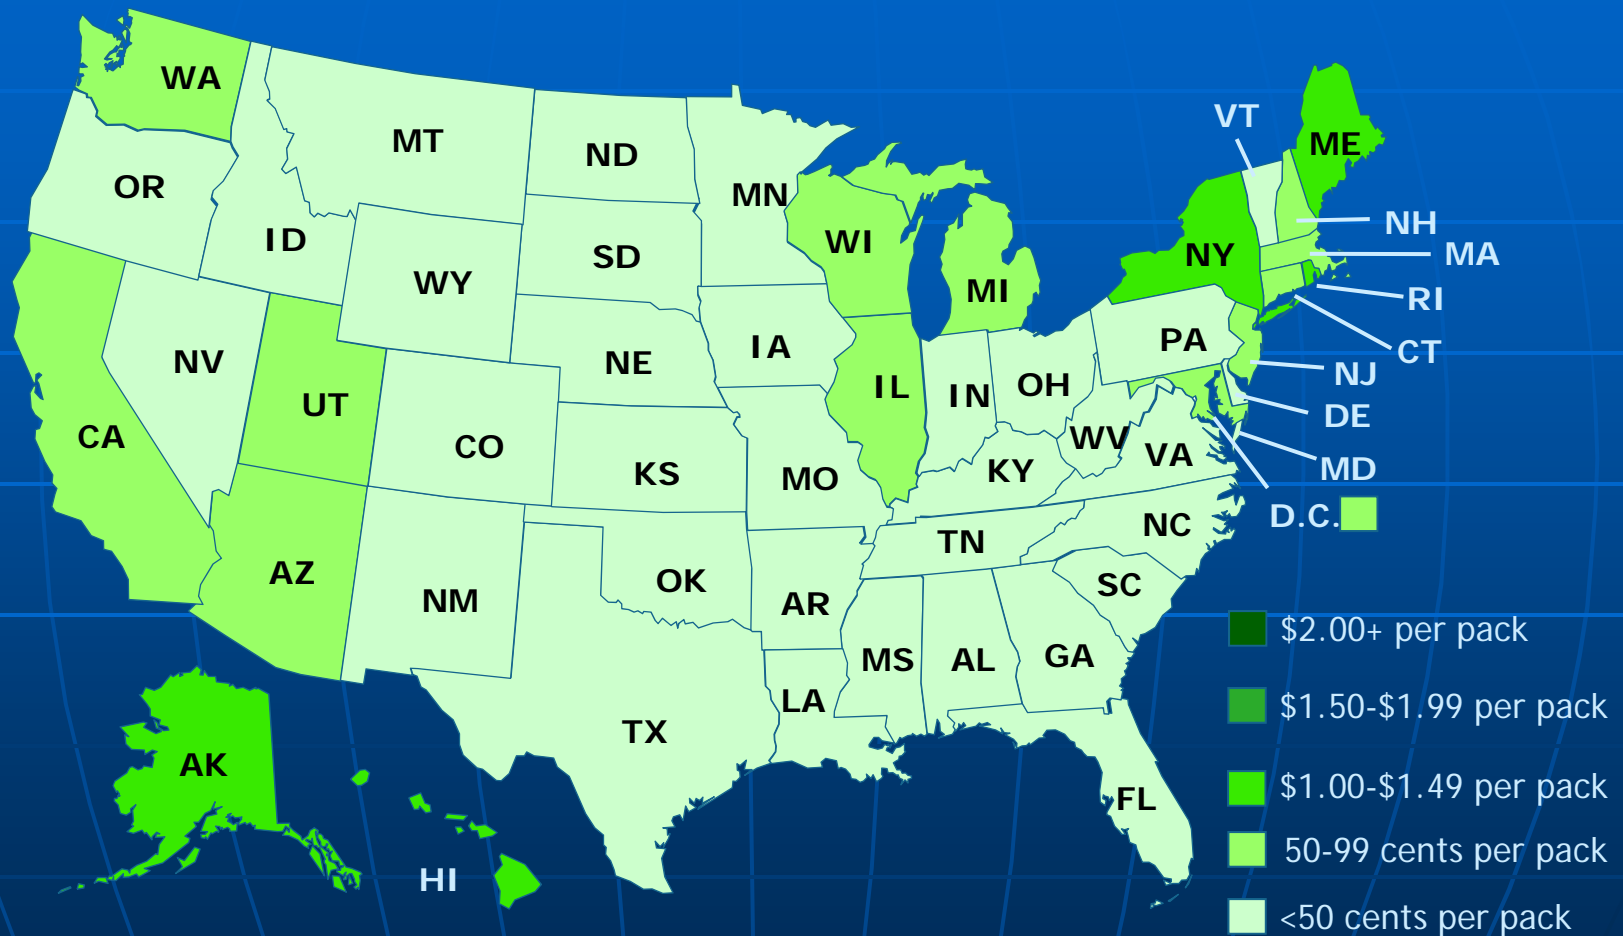 WA
VT
ME
MT
ND
OR
MN
NH
WI
ID
NY
MA
SD
WY
MI
RI
PA
IA
CT
NV
NE
NJ
OH
IL
IN
UT
DE
CA
WV
CO
VA
MD
KY
KS
MO
D.C.
NC
TN
AZ
OK
SC
NM
AR
$2.00+ per pack
GA
MS
AL
LA
$1.50-$1.99 per pack
TX
AK
$1.00-$1.49 per pack
FL
50-99 cents per pack
HI
<50 cents per pack